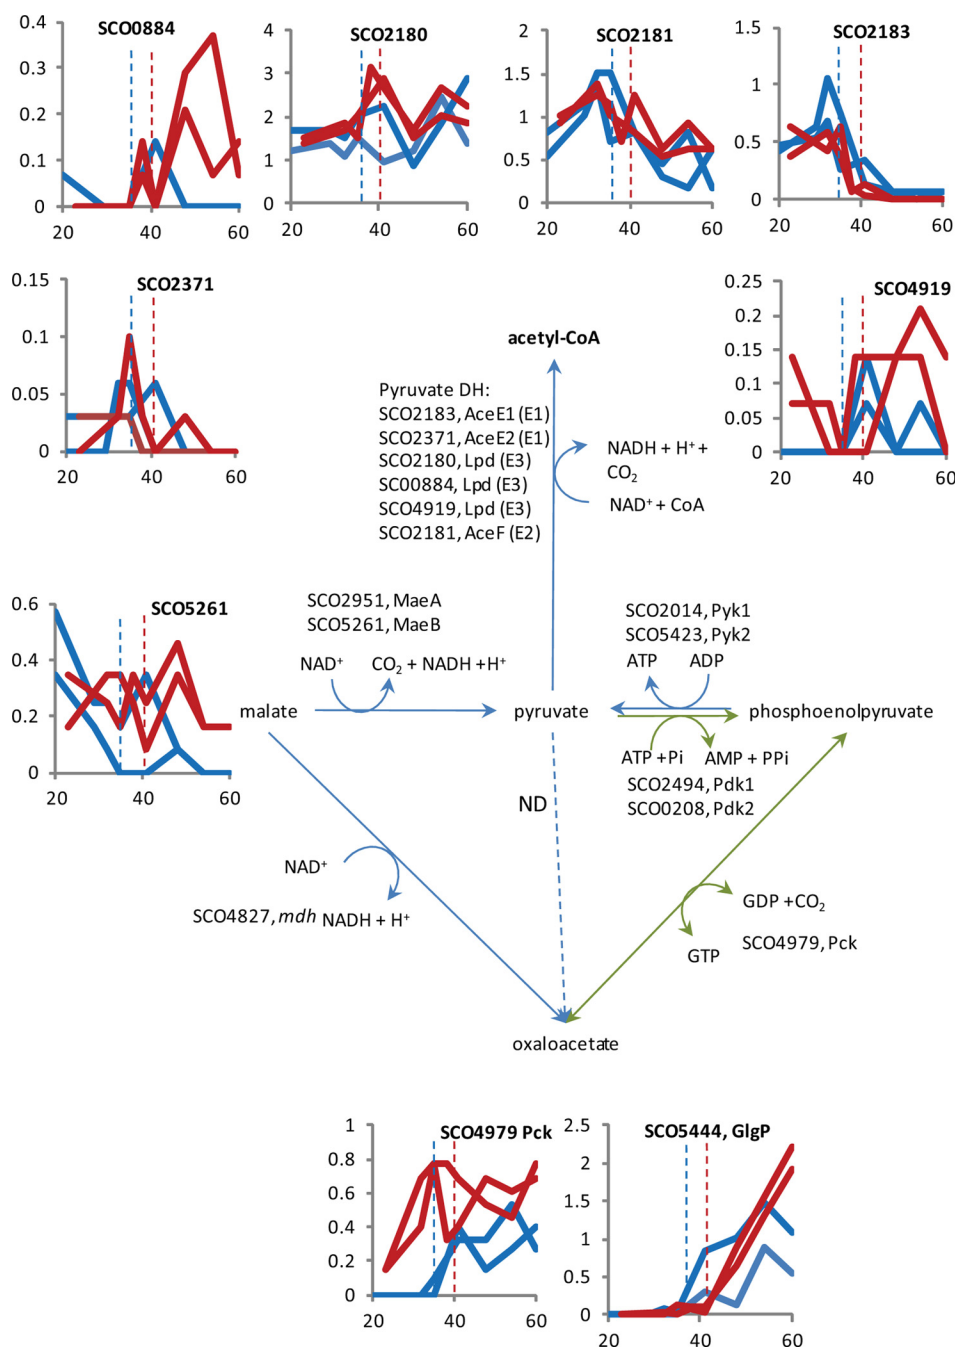 SCO0884
0.4
0.3
0.2
0.1
0
20
40
60
SCO2180
4
3
2
1
0
20
40
60
SCO2181
2
1.5
1
0.5
0
20
40
60
SCO2183
1.5
1
0.5
0
20
40
60
SCO2371
0.15
0.1
0.05
0
20
40
60
SCO4919
0.25
0.2
0.15
0.1
0.05
0
20
40
60
acetyl-CoA
Pyruvate DH:
SCO2183, AceE1 (E1)
SCO2371, AceE2 (E1)
SCO2180, Lpd (E3)
SC00884, Lpd (E3)
SCO4919, Lpd (E3)
SCO2181, AceF (E2)
NADH + H⁺ +
CO₂
NAD⁺ + CoA
SCO5261
0.6
0.4
0.2
0
20
40
60
SCO2951, MaeA
SCO5261, MaeB
NAD⁺
CO₂ + NADH +H⁺
SCO2014, Pyk1
SCO5423, Pyk2
ATP
ADP
malate
pyruvate
phosphoenolpyruvate
ATP +Pi
AMP + PPi
SCO2494, Pdk1
SCO0208, Pdk2
ND
NAD⁺
SCO4827, mdh NADH + H⁺
GDP +CO₂
SCO4979, Pck
GTP
oxaloacetate
SCO4979 Pck
1
0.8
0.6
0.4
0.2
0
20
40
60
SCO5444, GlgP
2.5
2
1.5
1
0.5
0
20
40
60